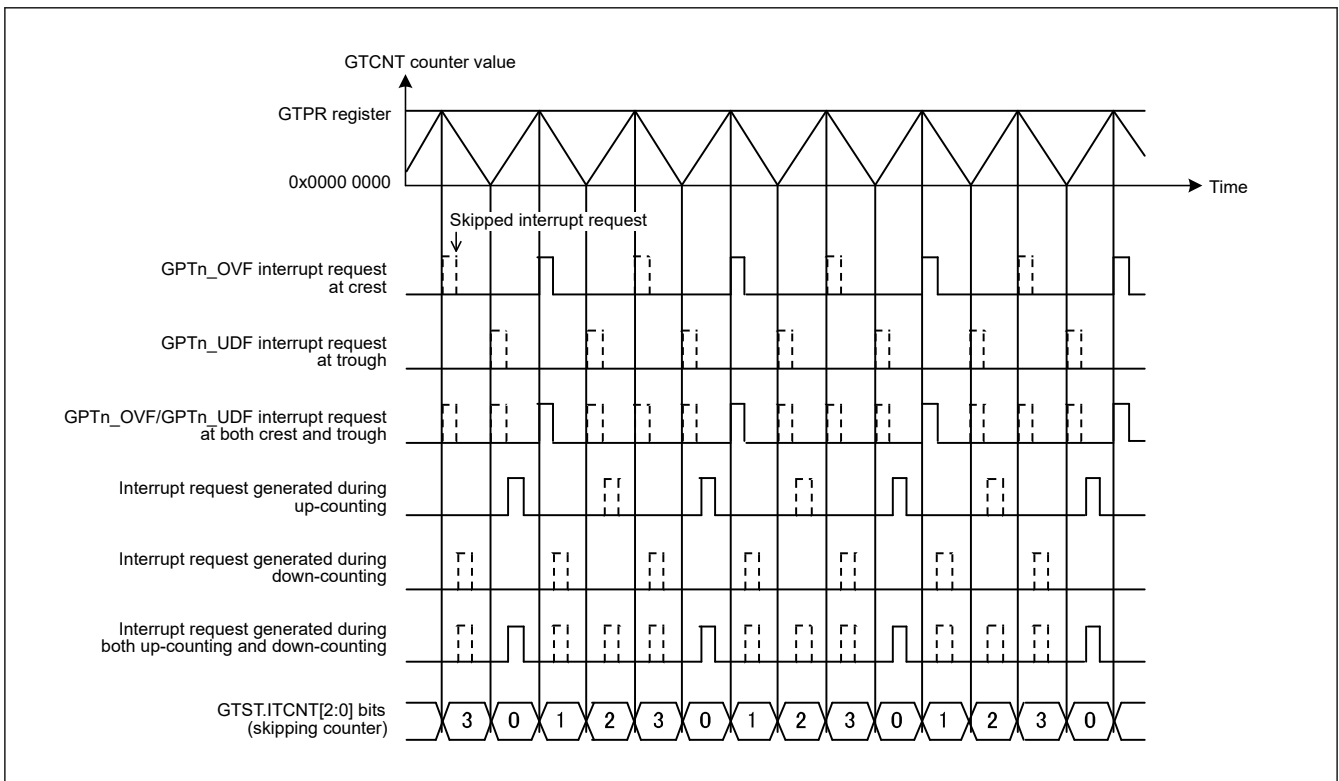 GTCNT counter value
GTPR register
0x0000 0000
Time
Skipped interrupt request
GPTn_OVF interrupt request
at crest
GPTn_UDF interrupt request
at trough
GPTn_OVF/GPTn_UDF interrupt request
at both crest and trough
Interrupt request generated during
up-counting
Interrupt request generated during
down-counting
Interrupt request generated during
both up-counting and down-counting
GTST.ITCNT[2:0] bits
(skipping counter)
3 0 1 2 3 0 1 2 3 0 1 2 3 0